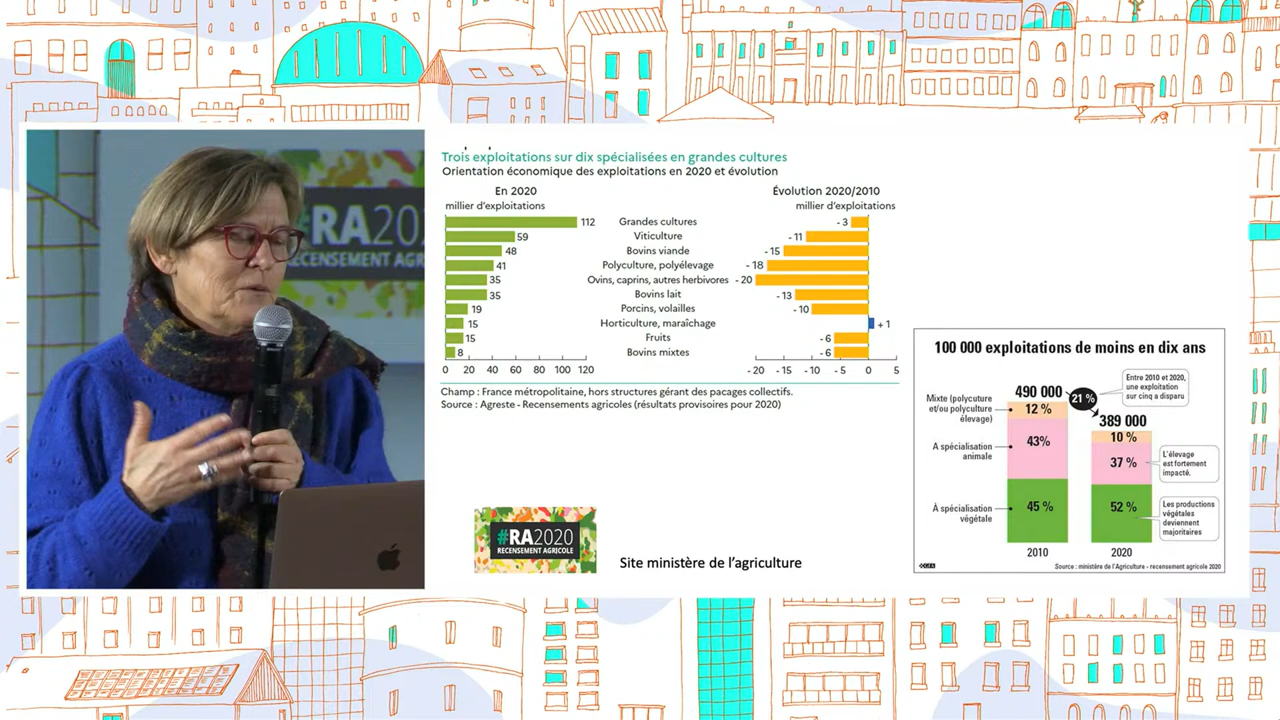 #RA202
RECENSEMENT AGR
Trois exploitations sur dix spécialisées en grandes cultures
Orientation économique des exploitations en 2020 et évolution
En 2020
millier d'exploitations
Évolution 2020/2010
millier d'exploitations
112 Grandes cultures - 3
59 Viticulture - 11
48 Bovins viande - 15
41 Polyculture, polyélevage - 18
35 Ovins, caprins, autres herbivores - 20
35 Bovins lait - 13
19 Porcins, volailles - 10
15 Horticulture, maraîchage + 1
15 Fruits - 6
8 Bovins mixtes - 6
0 20 40 60 80 100 120
-20 -15 -10 -5 0 5
Champ : France métropolitaine, hors structures gérant des pacages collectifs.
Source : Agreste - Recensements agricoles (résultats provisoires pour 2020)
#RA2020
RECENSEMENT AGRICOLE
Site ministère de l'agriculture
100 000 exploitations de moins en dix ans
Mixte (polycuture
et/ou polyculture
élevage)
A spécialisation
animale
À spécialisation
végétale
490 000
12 %
43%
45 %
2010
21 %
Entre 2010 et 2020,
une exploitation
sur cinq a disparu
389 000
10 %
37 %
52 %
2020
L'élevage
est fortement
impacté.
Les productions
végétales
deviennent
majoritaires
Source : ministère de l'Agriculture - recensement agricole 2020